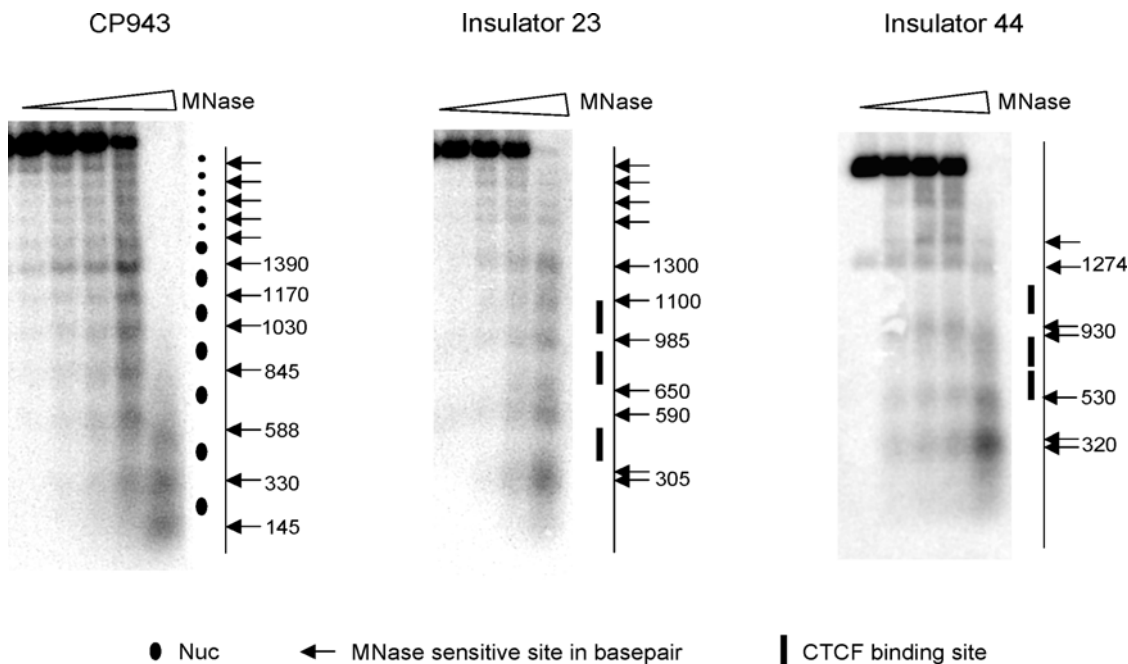 CP943
Insulator 23
Insulator 44
MNase
MNase
MNase
1390
1170
1030
845
588
330
145
1300
1100
985
650
590
305
1274
930
530
320
Nuc
MNase sensitive site in basepair
CTCF binding site